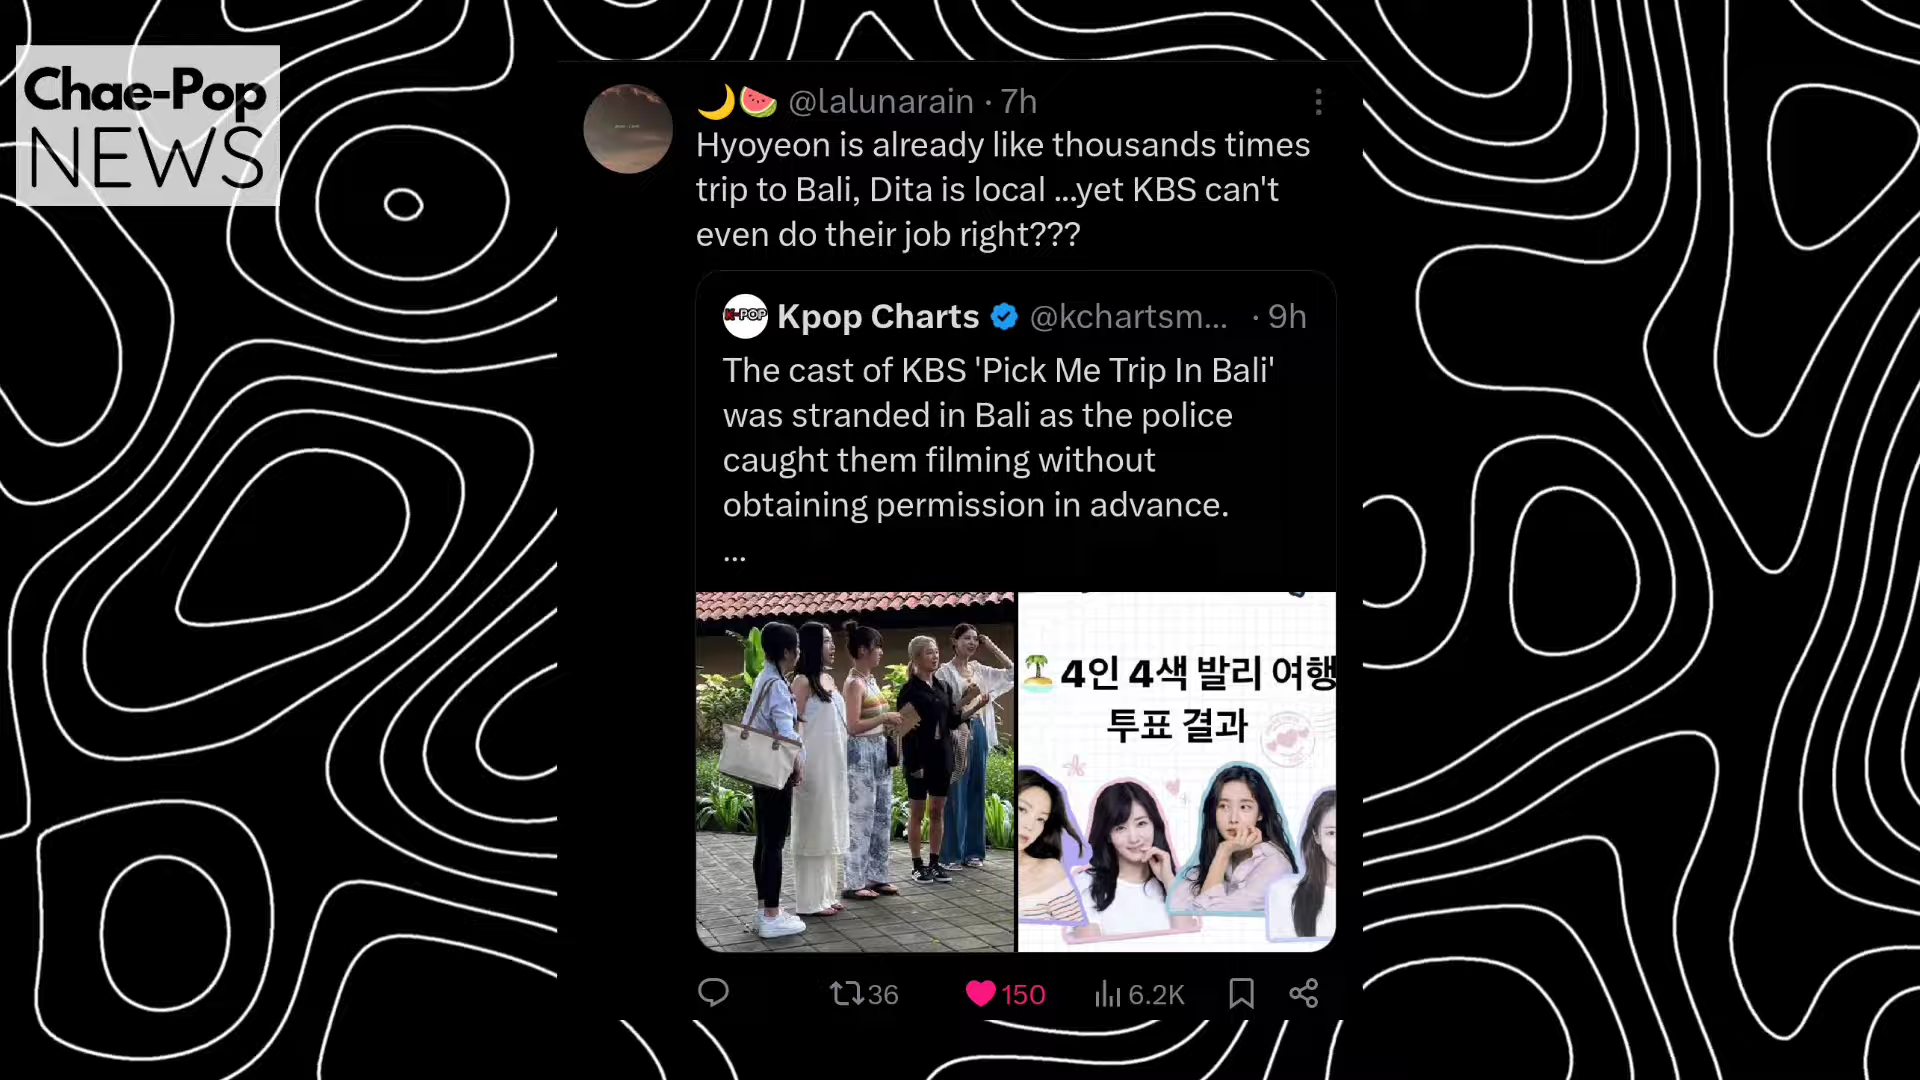 Chae-Pop
NEWS
🌙🍉 @lalunarain · 7h
Hyoyeon is already like thousands times
trip to Bali, Dita is local ...yet KBS can't
even do their job right???
K-POP
Kpop Charts @kchartsm... · 9h
The cast of KBS 'Pick Me Trip In Bali'
was stranded in Bali as the police
caught them filming without
obtaining permission in advance.
...
🏝️ 4인 4색 발리 여행
투표 결과
36 150 6.2K